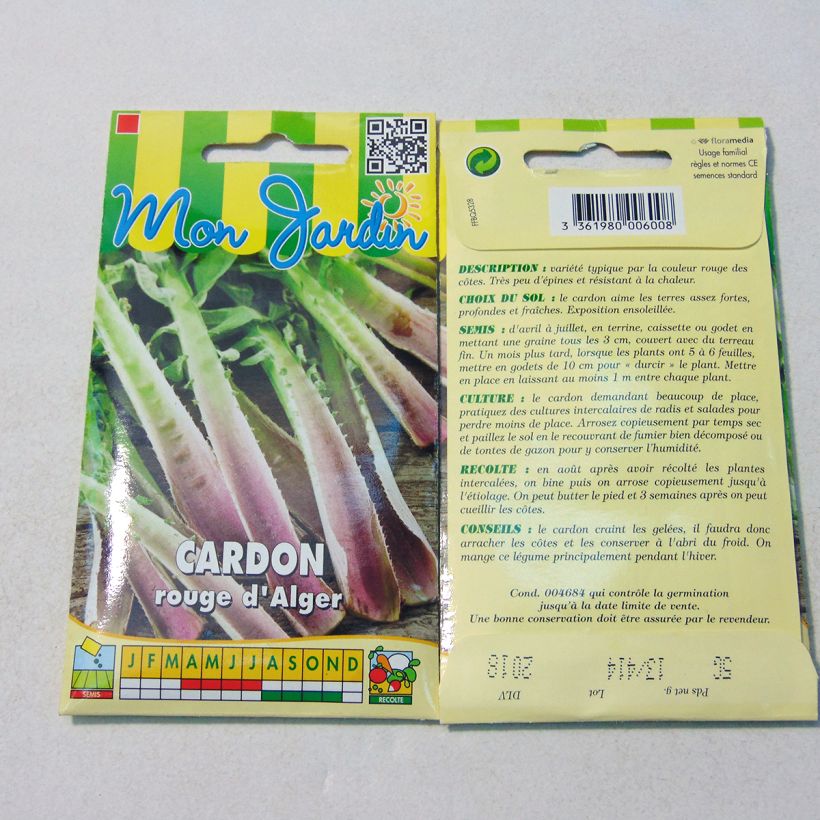 Mon Jardin
CARDON
rouge d'Alger
J F M A M J J A S O N D
SEMIS
RECOLTE
floramedia
Usage familial
règles et normes CE
semences standard
FFBQ5328
3 361980 006008
DESCRIPTION : variété typique par la couleur rouge des
côtes. Très peu d'épines et résistant à la chaleur.
CHOIX DU SOL : le cardon aime les terres assez fortes,
profondes et fraîches. Exposition ensoleillée.
SEMIS : d'avril à juillet, en terrine, caissette ou godet en
mettant une graine tous les 3 cm, couvert avec du terreau
fin. Un mois plus tard, lorsque les plants ont 5 à 6 feuilles,
mettre en godets de 10 cm pour « durcir » le plant. Mettre
en place en laissant au moins 1 m entre chaque plant.
CULTURE : le cardon demandant beaucoup de place,
pratiquez des cultures intercalaires de radis et salades pour
perdre moins de place. Arrosez copieusement par temps sec
et paillez le sol en le recouvrant de fumier bien décomposé ou
de tontes de gazon pour y conserver l'humidité.
RECOLTE : en août après avoir récolté les plantes
intercalées, on bine puis on arrose copieusement jusqu'à
l'étiolage. On peut butter le pied et 3 semaines après on peut
cueillir les côtes.
CONSEILS : le cardon craint les gelées, il faudra donc
arracher les côtes et les conserver à l'abri du froid. On
mange ce légume principalement pendant l'hiver.
Cond. 004684 qui contrôle la germination
jusqu'à la date limite de vente.
Une bonne conservation doit être assurée par le revendeur.
Pds net g. 5G Lot 13/414 DLV 2018